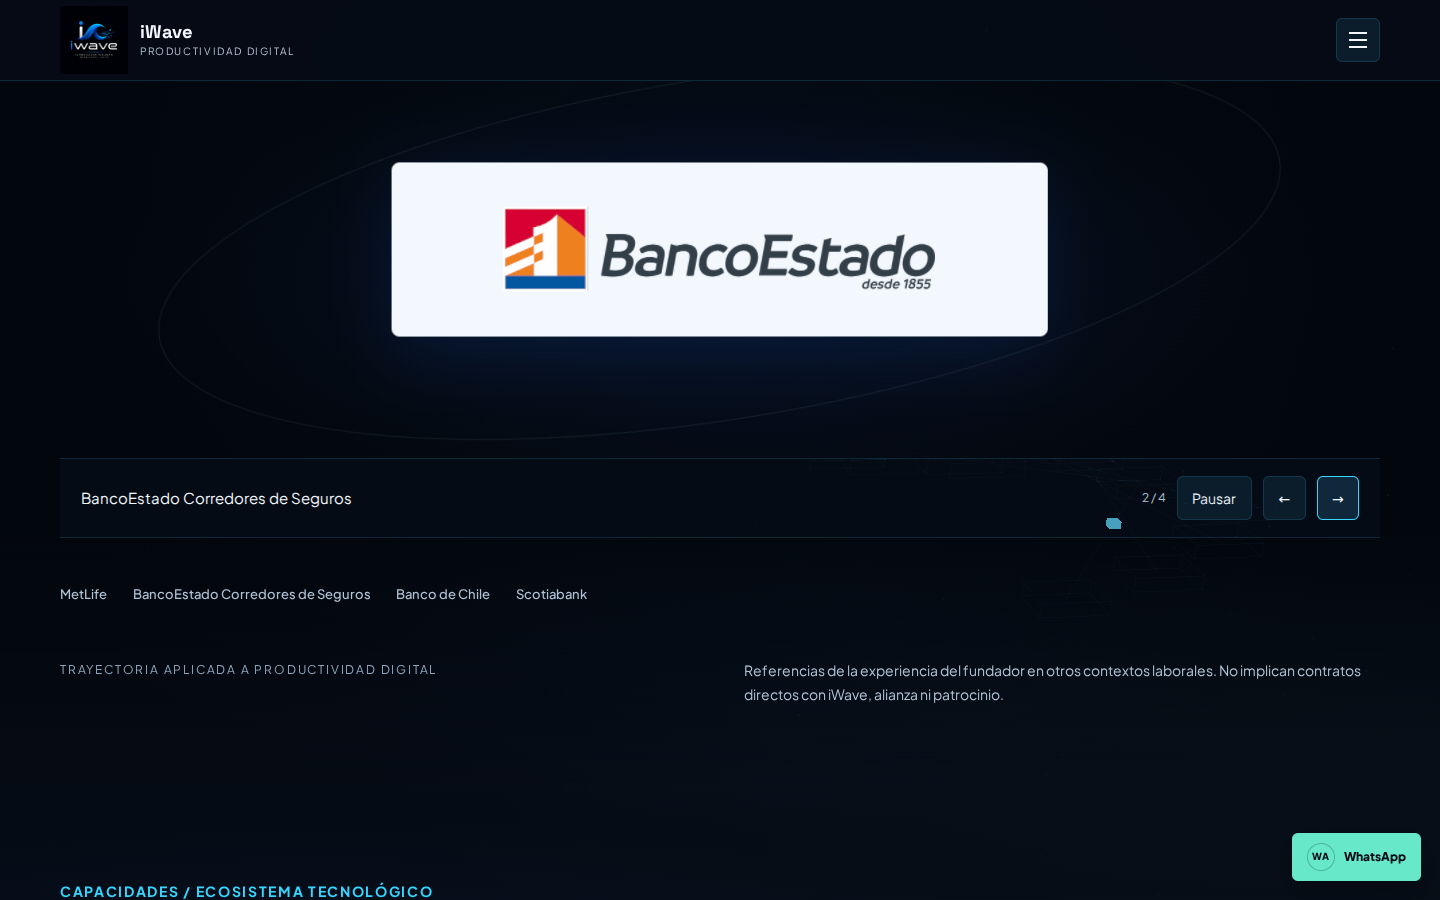 iwave
iWave
PRODUCTIVIDAD DIGITAL
BancoEstado
desde 1855
BancoEstado Corredores de Seguros
2/4
Pausar
←
→
MetLife BancoEstado Corredores de Seguros Banco de Chile Scotiabank
TRAYECTORIA APLICADA A PRODUCTIVIDAD DIGITAL
Referencias de la experiencia del fundador en otros contextos laborales. No implican contratos
directos con iWave, alianza ni patrocinio.
WA WhatsApp
CAPACIDADES / ECOSISTEMA TECNOLÓGICO